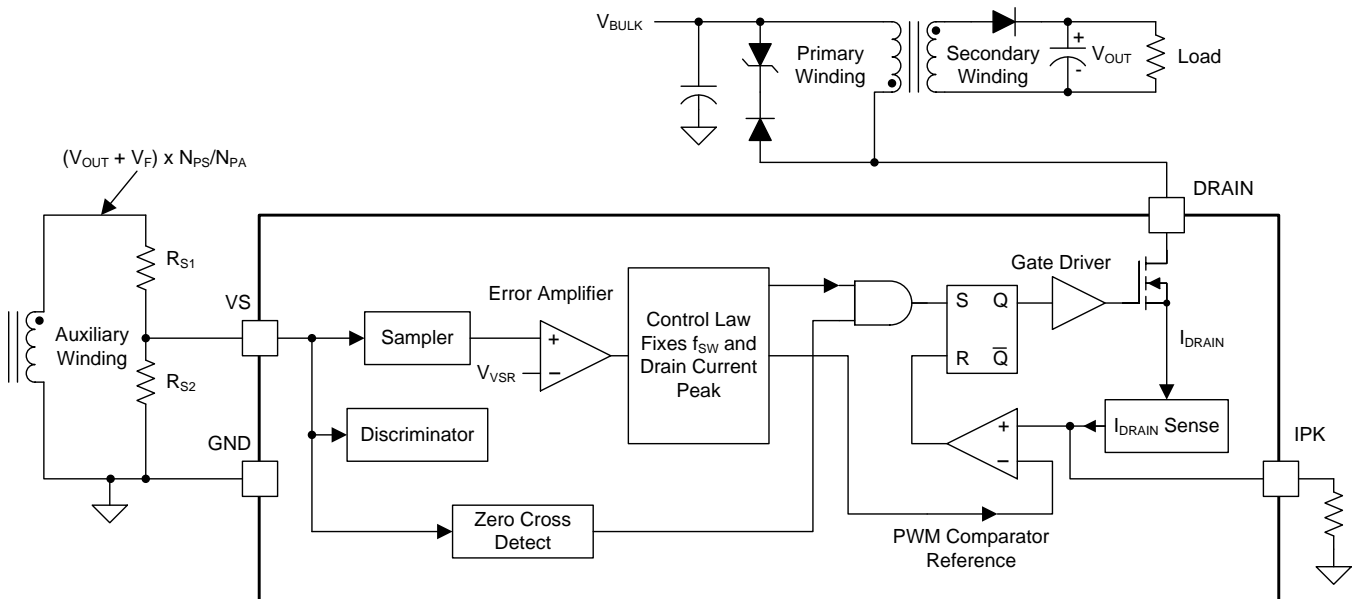 V_BULK
Primary
Winding
Secondary
Winding
+
V_OUT
-
Load
(V_OUT + V_F) x N_PS/N_PA
DRAIN
R_S1
VS
Auxiliary
Winding
R_S2
GND
Error Amplifier
Sampler
+
V_VSR
−
Discriminator
Zero Cross
Detect
Control Law
Fixes f_SW and
Drain Current
Peak
S Q
R Q̅
Gate Driver
I_DRAIN
I_DRAIN Sense
+
−
IPK
PWM Comparator
Reference